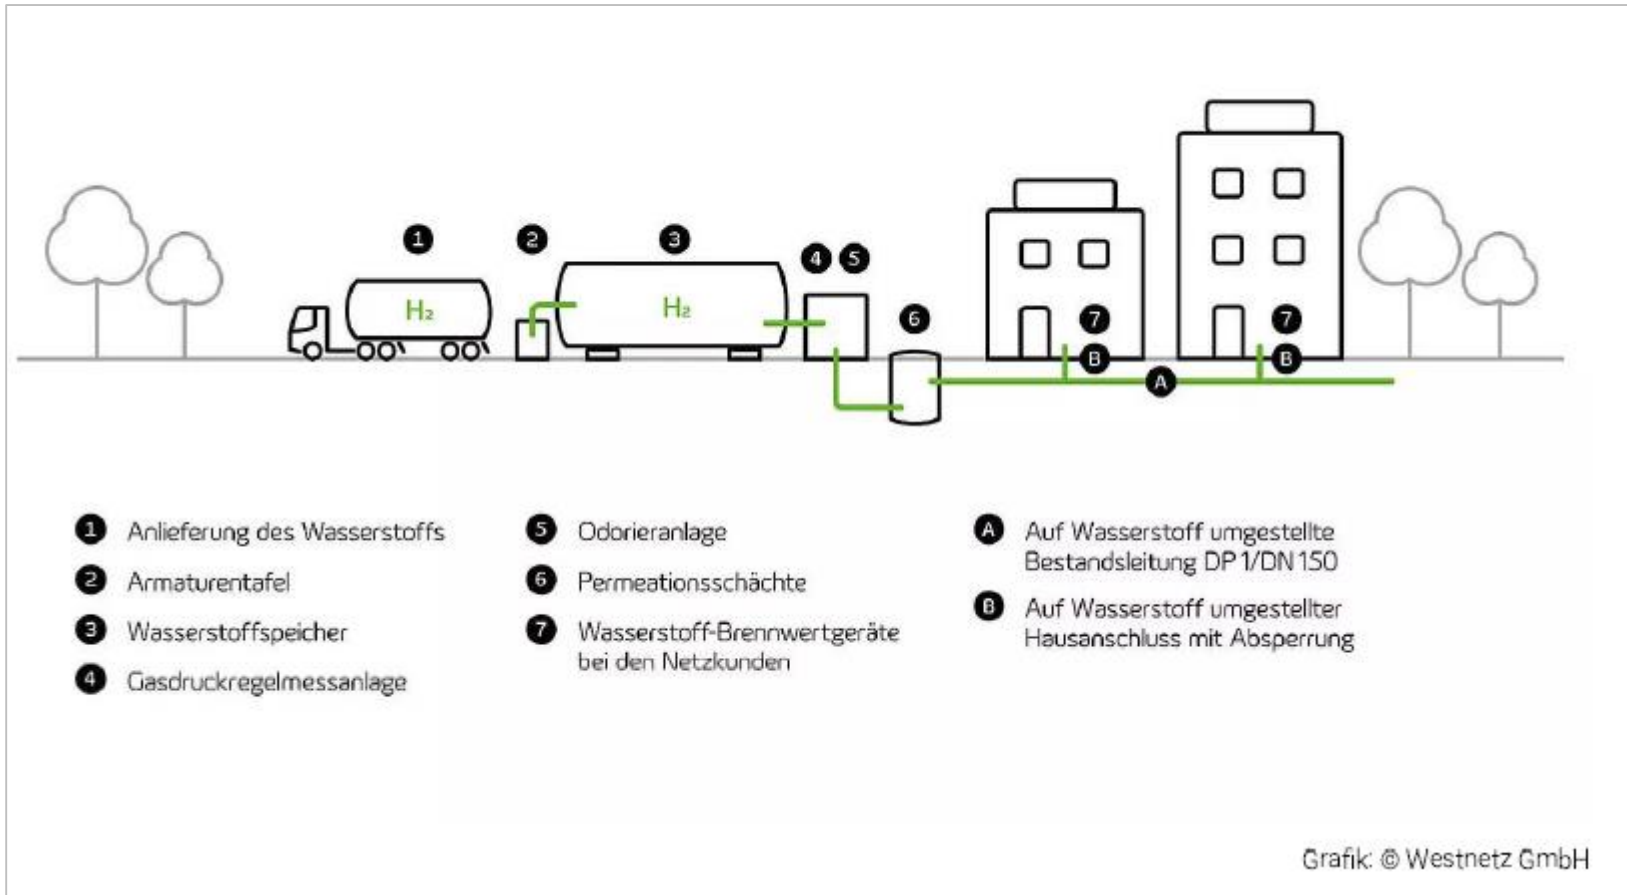 1
2
3
4 5
H₂
H₂
6
7
7
B
B
A
1 Anlieferung des Wasserstoffs
2 Armaturentafel
3 Wasserstoffspeicher
4 Gasdruckregelmessanlage
5 Odorieranlage
6 Permeationsschächte
7 Wasserstoff-Brennwertgeräte
bei den Netzkunden
A Auf Wasserstoff umgestellte
Bestandsleitung DP 1/DN 150
B Auf Wasserstoff umgestellter
Hausanschluss mit Absperrung
Grafik: © Westnetz GmbH